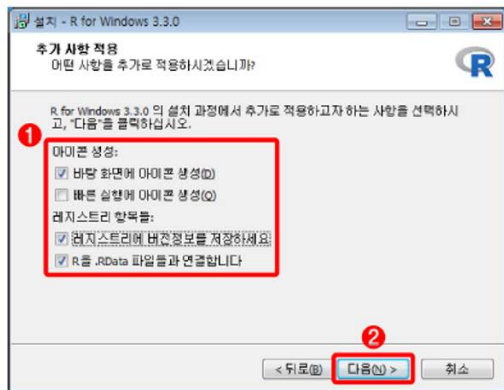 설치 - R for Windows 3.3.0
추가 사항 적용
어떤 사항을 추가로 적용하시겠습니까?
R
R for Windows 3.3.0 의 설치 과정에서 추가로 적용하고자 하는 사항을 선택하시
고, "다음"을 클릭하십시오.
1
아이콘 생성:
바탕 화면에 아이콘 생성(D)
빠른 실행에 아이콘 생성(Q)
레지스트리 항목들:
레지스트리에 버전정보를 저장하세요
R을 .RData 파일들과 연결합니다
2
< 뒤로(B) 다음(N) > 취소